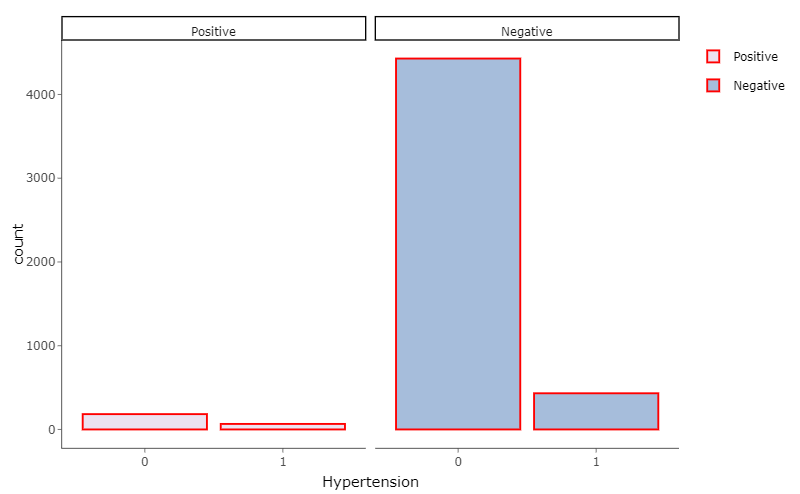 Positive
Negative
Positive
Negative
count
4000
3000
2000
1000
0
0
1
0
1
Hypertension